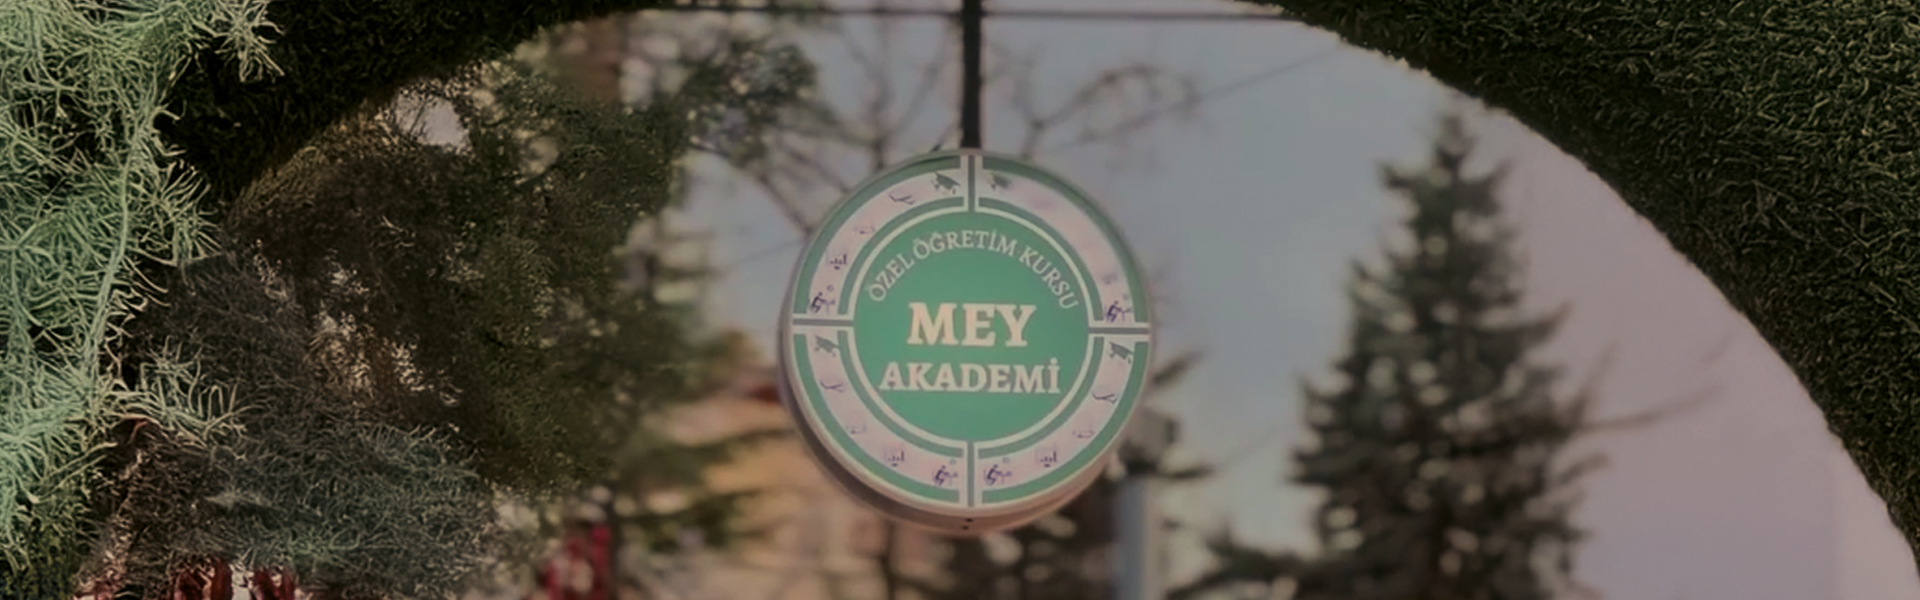 ÖZEL ÖĞRETİM KURSU
MEY
AKADEMİ